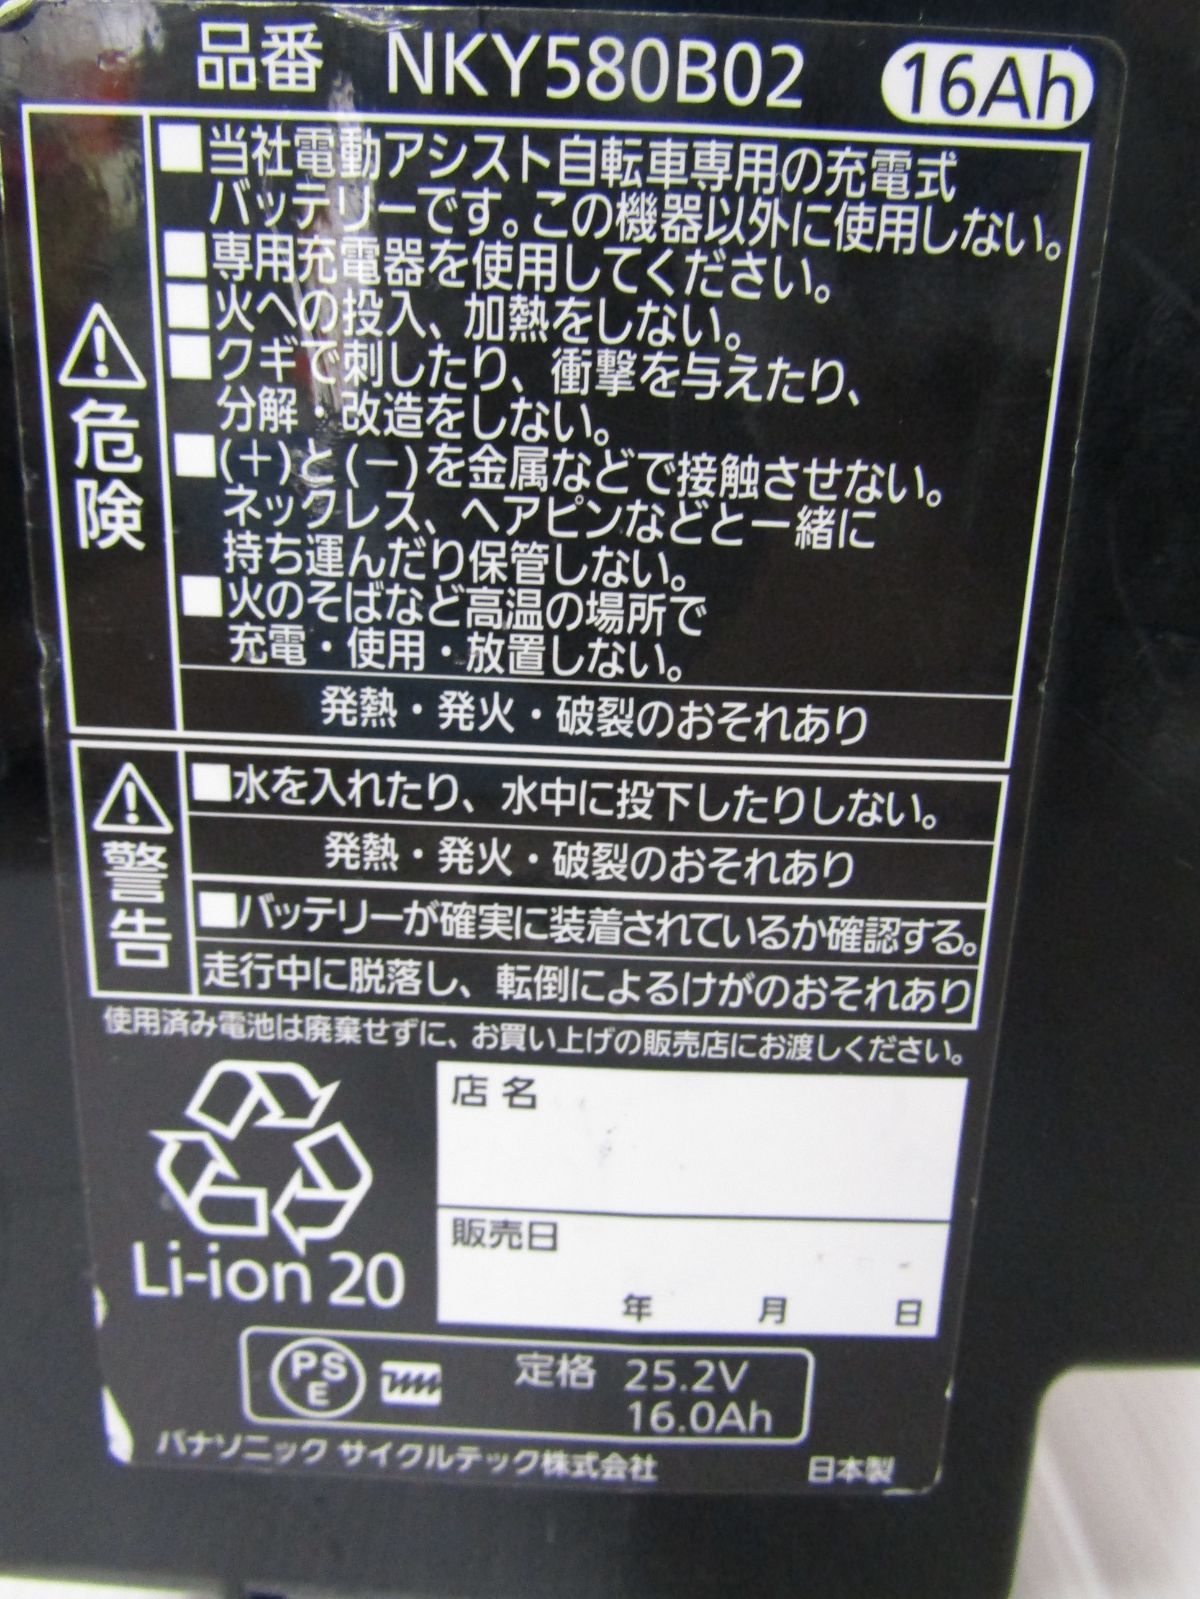 品番 NKY580B02 16Ah
■当社電動アシスト自転車専用の充電式
バッテリーです。この機器以外に使用しない。
■専用充電器を使用してください。
■火への投入、加熱をしない。
■クギで刺したり、衝撃を与えたり、
分解・改造をしない。
■(+)と(−)を金属などで接触させない。
ネックレス、ヘアピンなどと一緒に
持ち運んだり保管しない。
■火のそばなど高温の場所で
充電・使用・放置しない。
発熱・発火・破裂のおそれあり
危険
■水を入れたり、水中に投下したりしない。
発熱・発火・破裂のおそれあり
■バッテリーが確実に装着されているか確認する。
走行中に脱落し、転倒によるけがのおそれあり
警告
使用済み電池は廃棄せずに、お買い上げの販売店にお渡しください。
Li-ion 20
店名
販売日
年 月 日
PS
E
定格 25.2V
16.0Ah
パナソニック サイクルテック株式会社 日本製